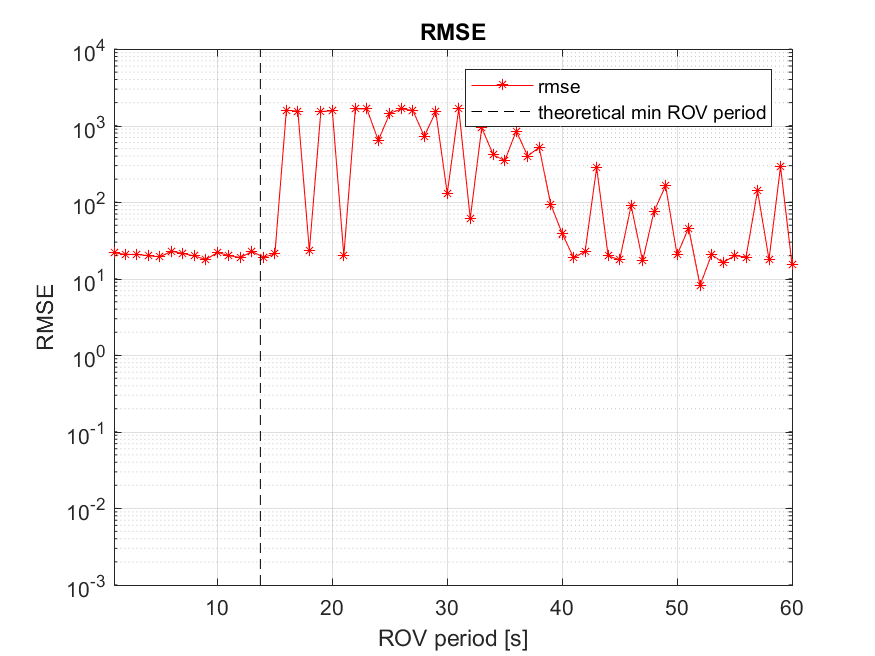 RMSE
10^4
10^3
10^2
10^1
10^0
10^-1
10^-2
10^-3
RMSE
rmse
theoretical min ROV period
10 20 30 40 50 60
ROV period [s]